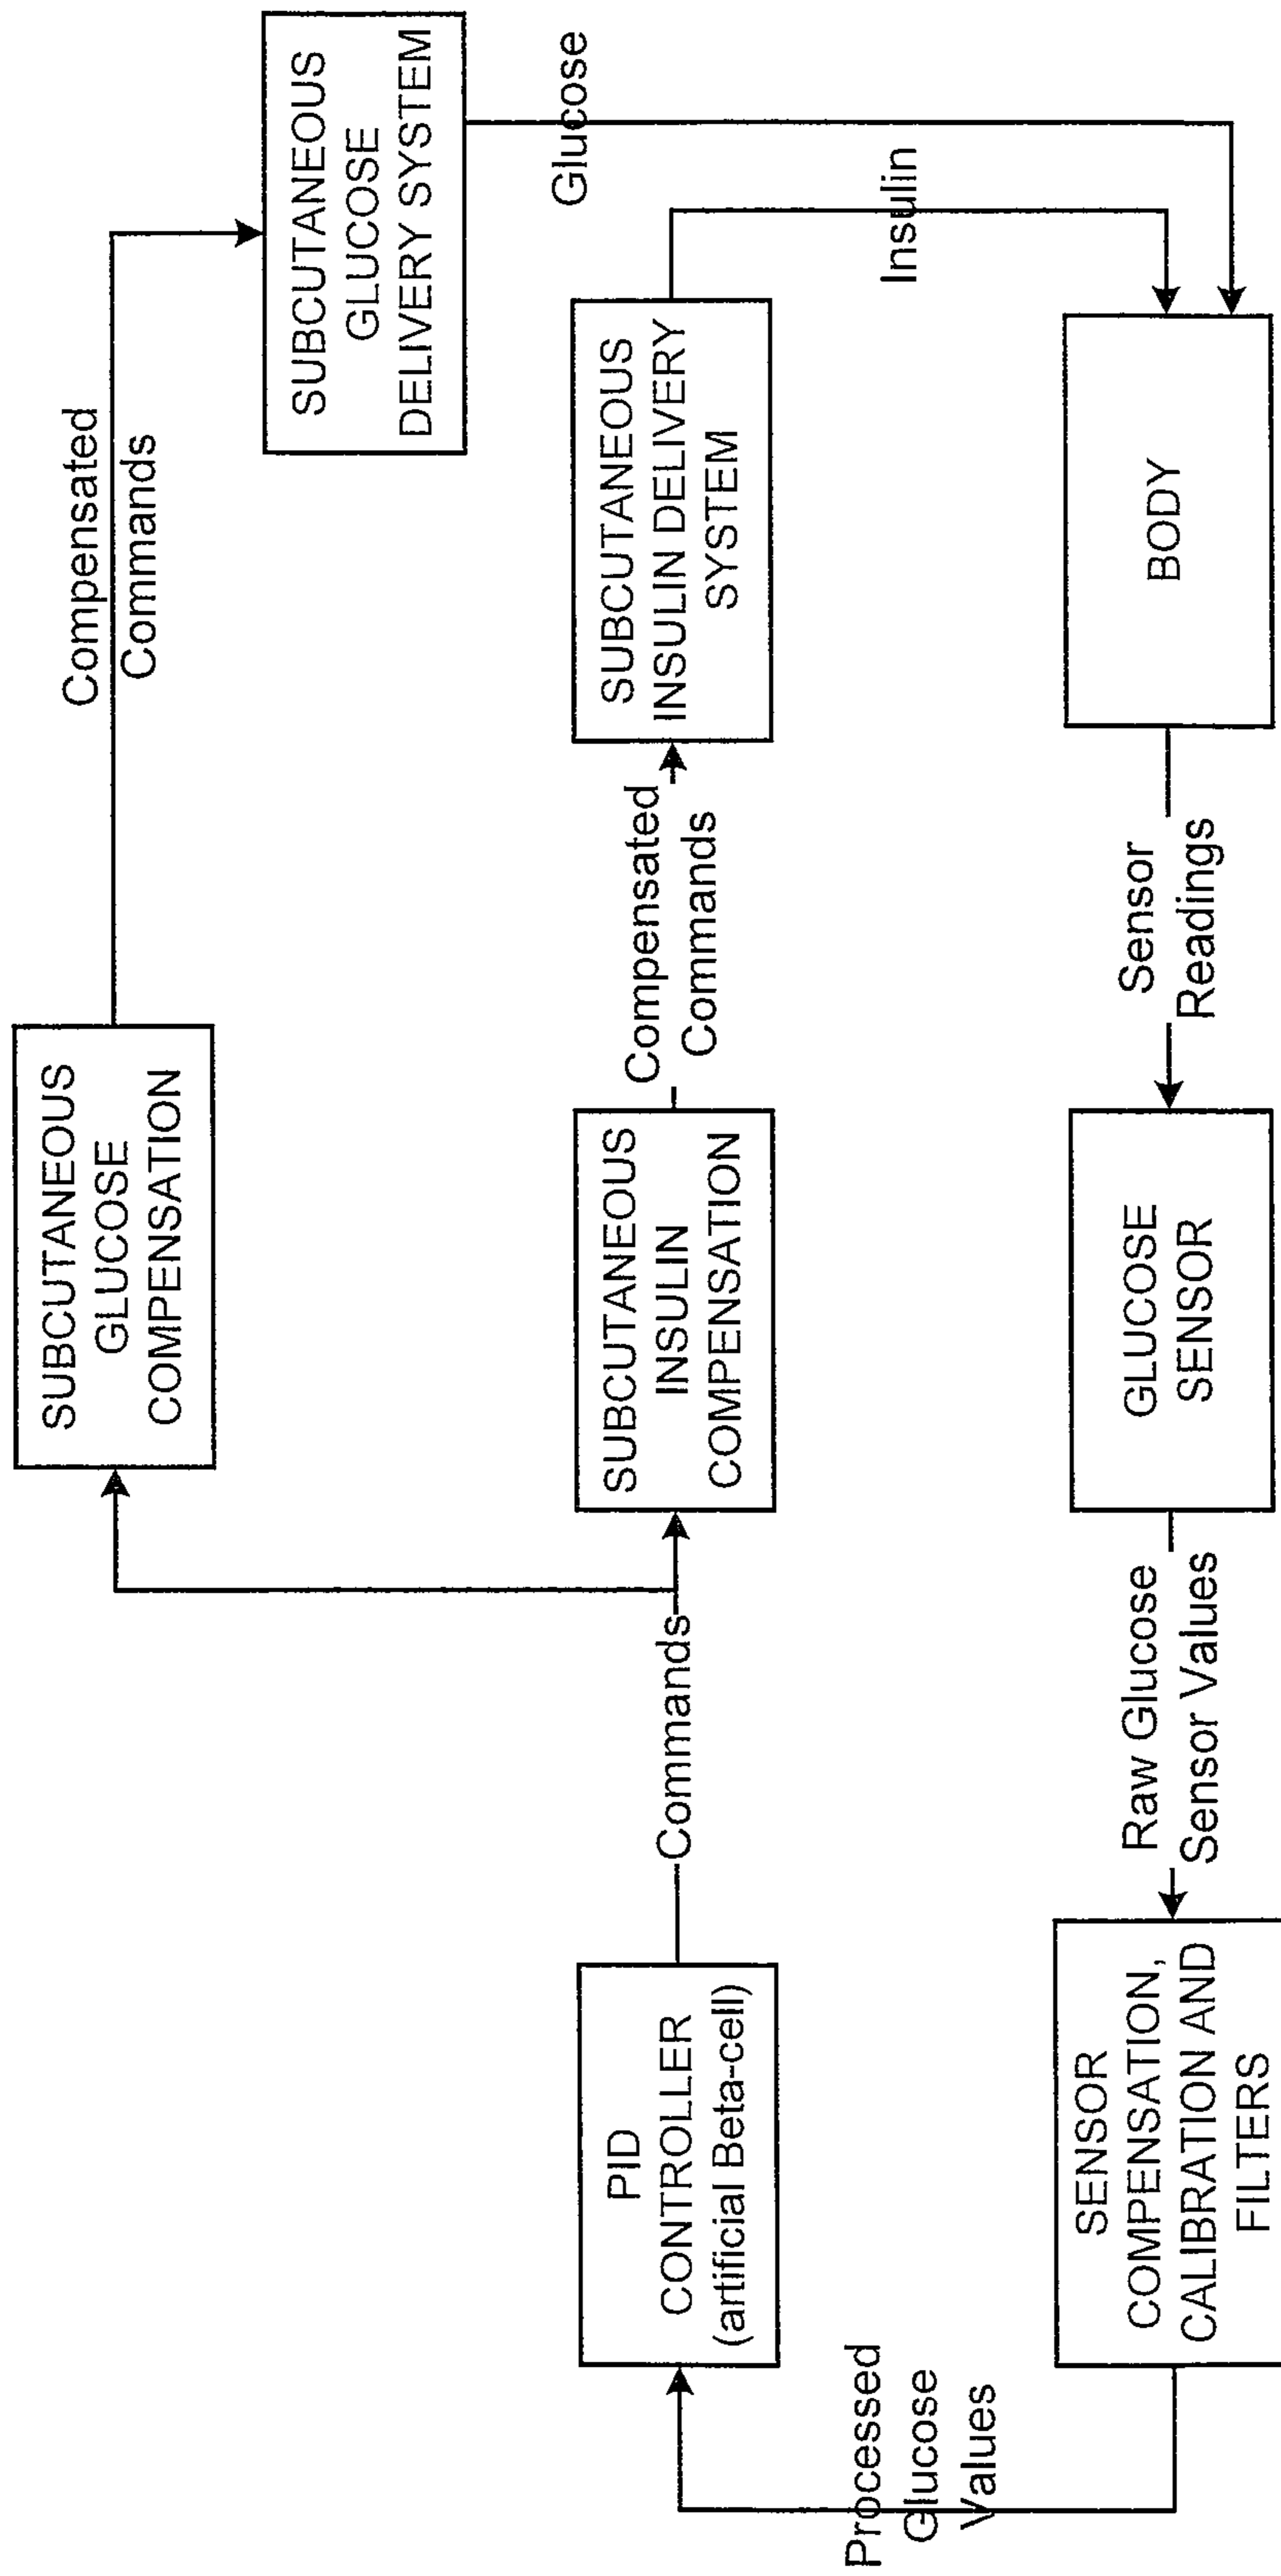 SUBCUTANEOUS
GLUCOSE
COMPENSATION
Compensated
Commands
SUBCUTANEOUS
GLUCOSE
DELIVERY SYSTEM
Glucose
PID
CONTROLLER
(artificial Beta-cell)
Commands
SUBCUTANEOUS
INSULIN
COMPENSATION
Compensated
Commands
SUBCUTANEOUS
INSULIN DELIVERY
SYSTEM
Insulin
Processed
Glucose
Values
SENSOR
COMPENSATION,
CALIBRATION AND
FILTERS
Raw Glucose
Sensor Values
GLUCOSE
SENSOR
Sensor
Readings
BODY